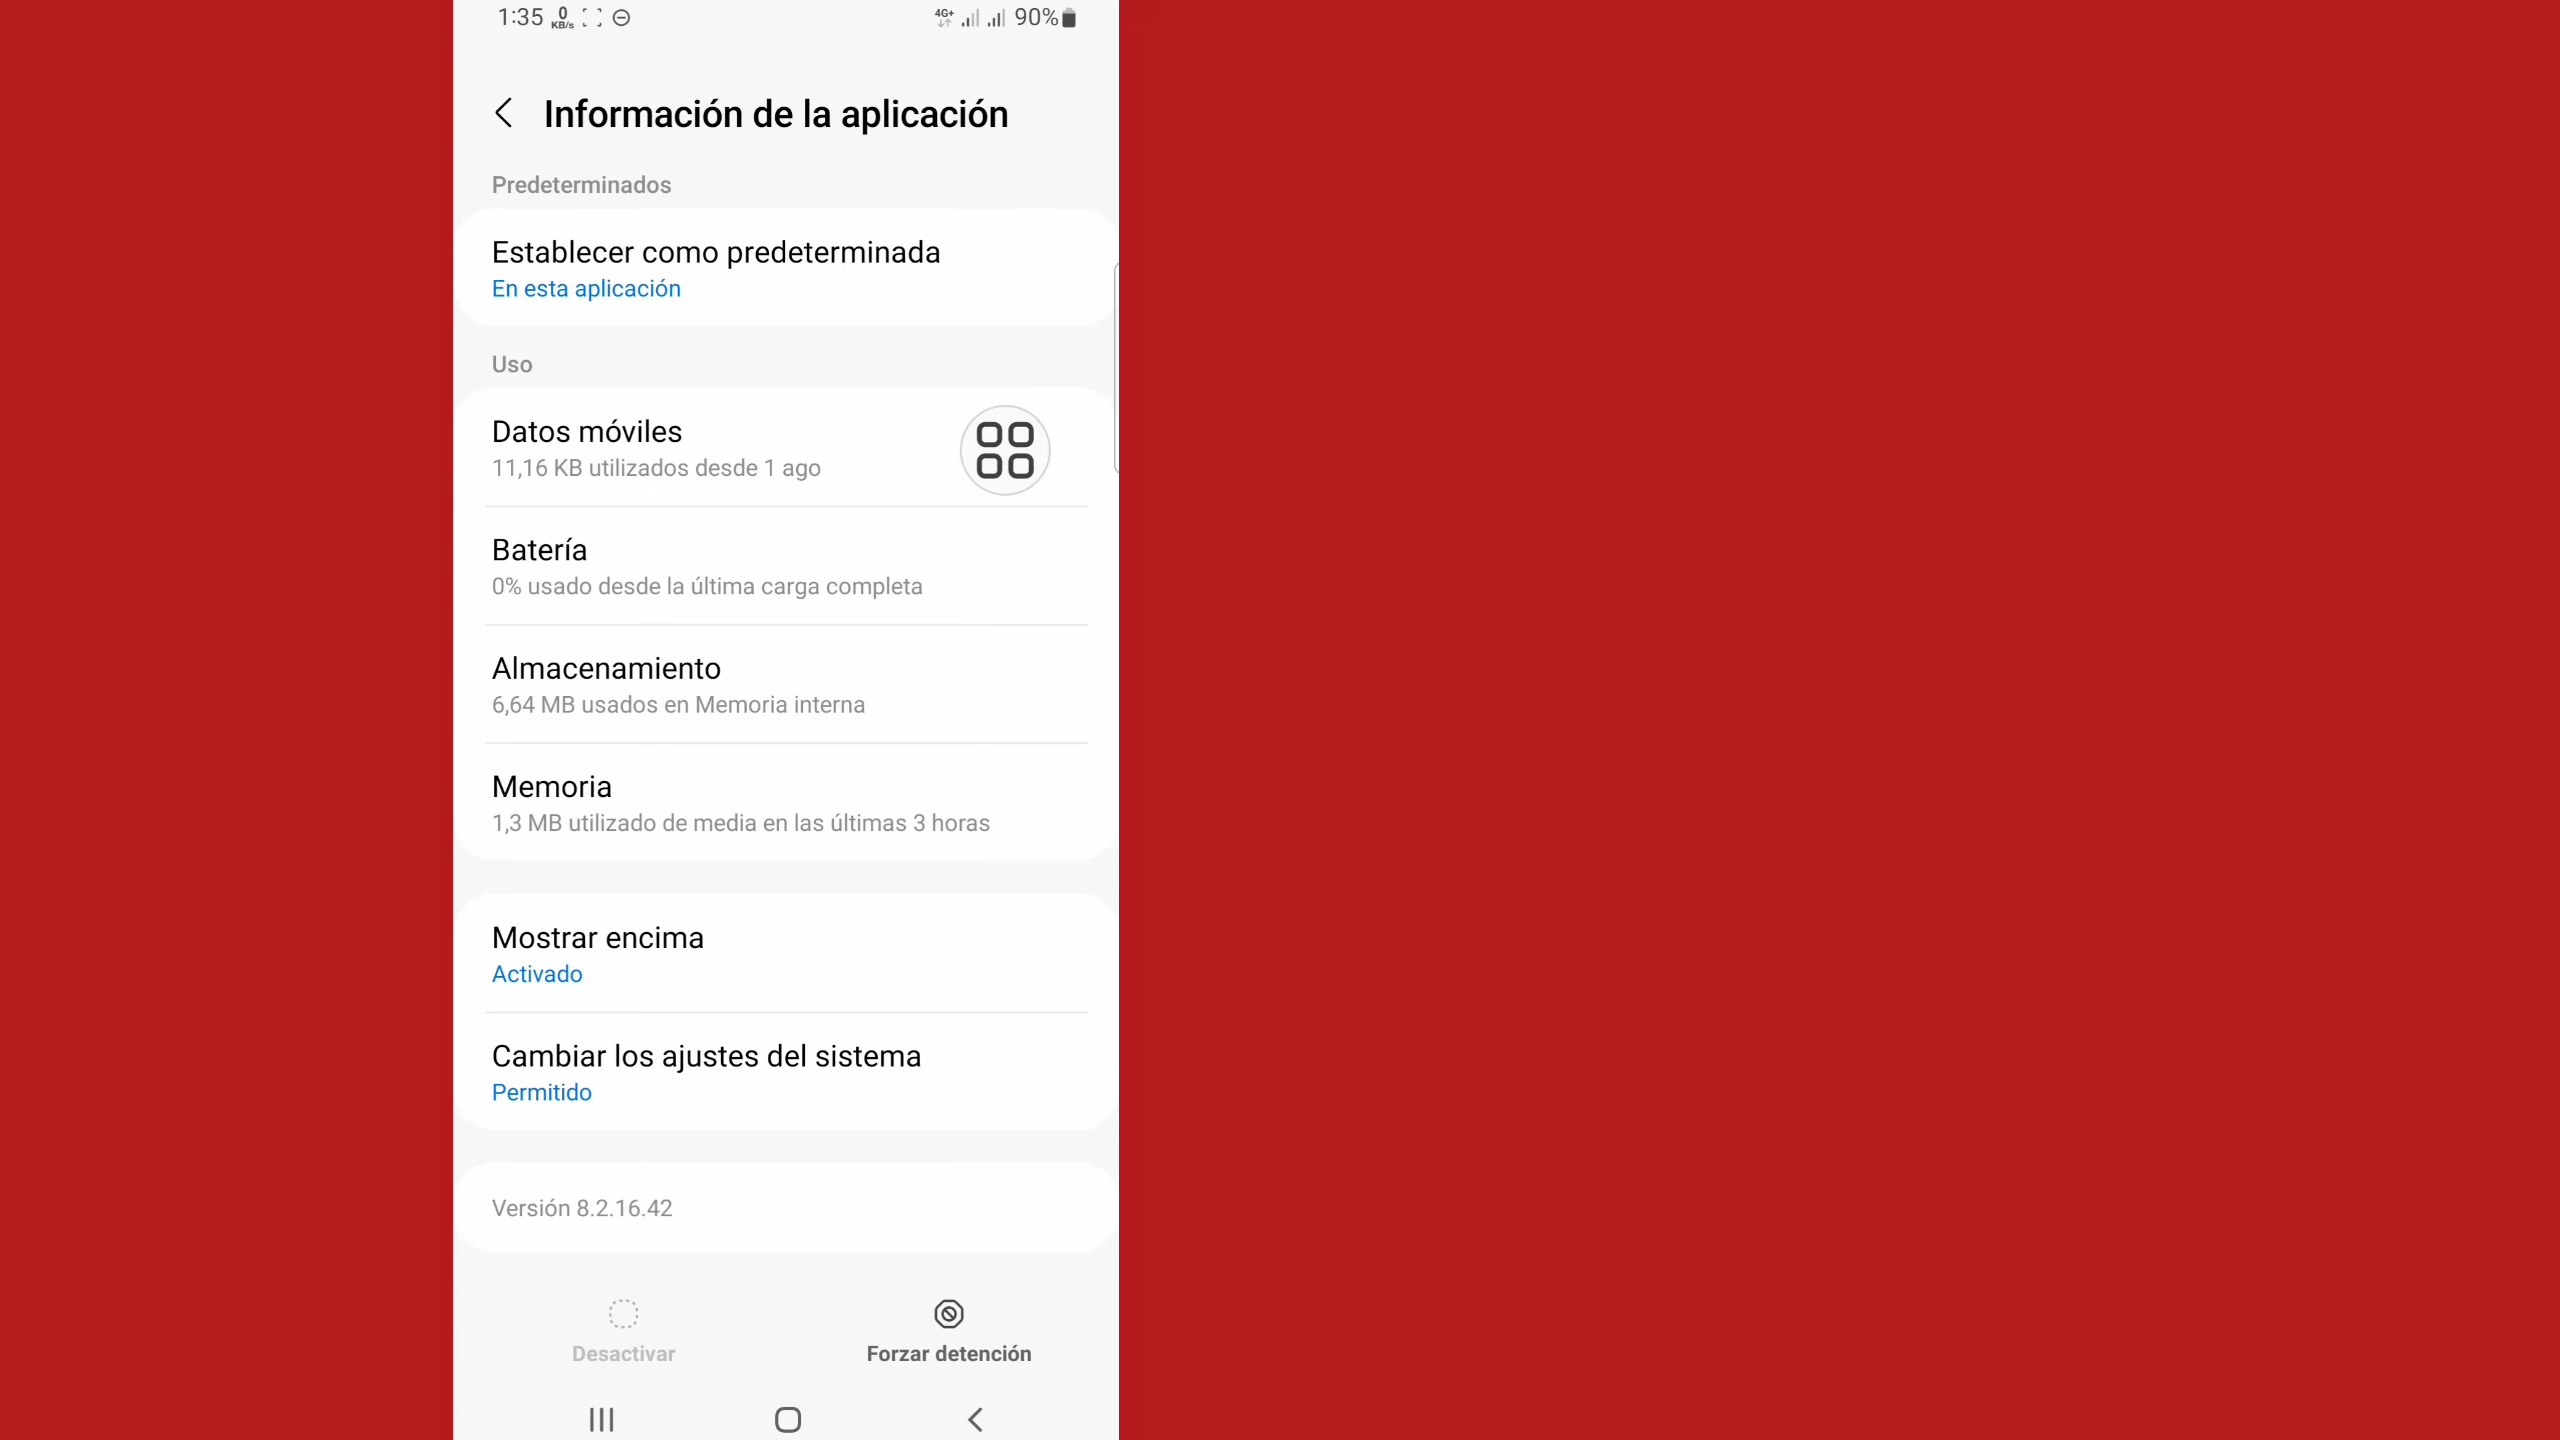 1:35 0 KB/s 4G+ 90%
Información de la aplicación
Predeterminados
Establecer como predeterminada
En esta aplicación
Uso
Datos móviles
11,16 KB utilizados desde 1 ago
Batería
0% usado desde la última carga completa
Almacenamiento
6,64 MB usados en Memoria interna
Memoria
1,3 MB utilizado de media en las últimas 3 horas
Mostrar encima
Activado
Cambiar los ajustes del sistema
Permitido
Versión 8.2.16.42
Desactivar Forzar detención